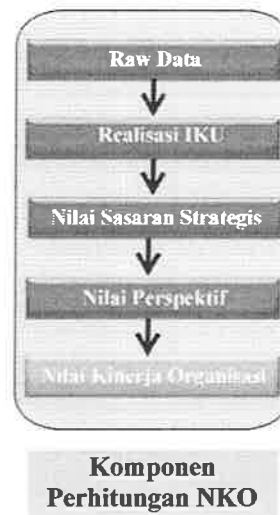 Raw Data
Realisasi IKU
Nilai Sasaran Strategis
Nilai Perspektif
Nilai Kinerja Organisasi
Komponen
Perhitungan NKO